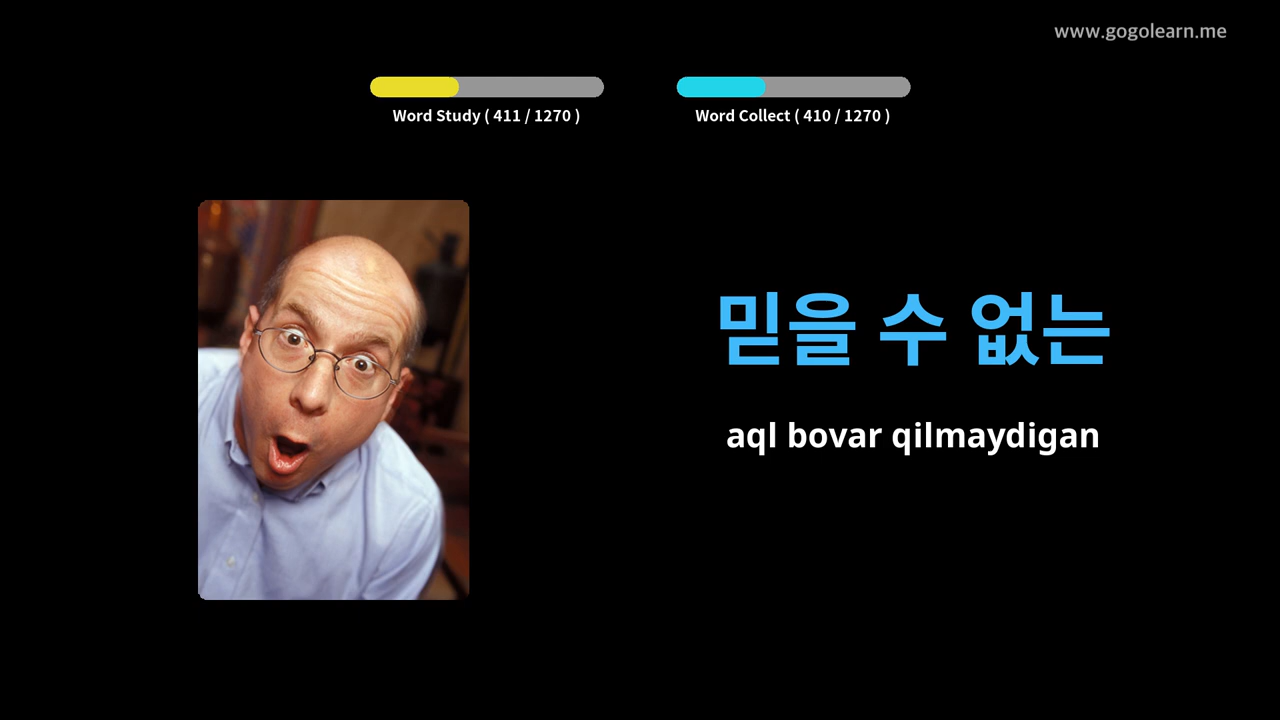 www.gogolearn.me
Word Study ( 411 / 1270 )
Word Collect ( 410 / 1270 )
믿을 수 없는
aql bovar qilmaydigan